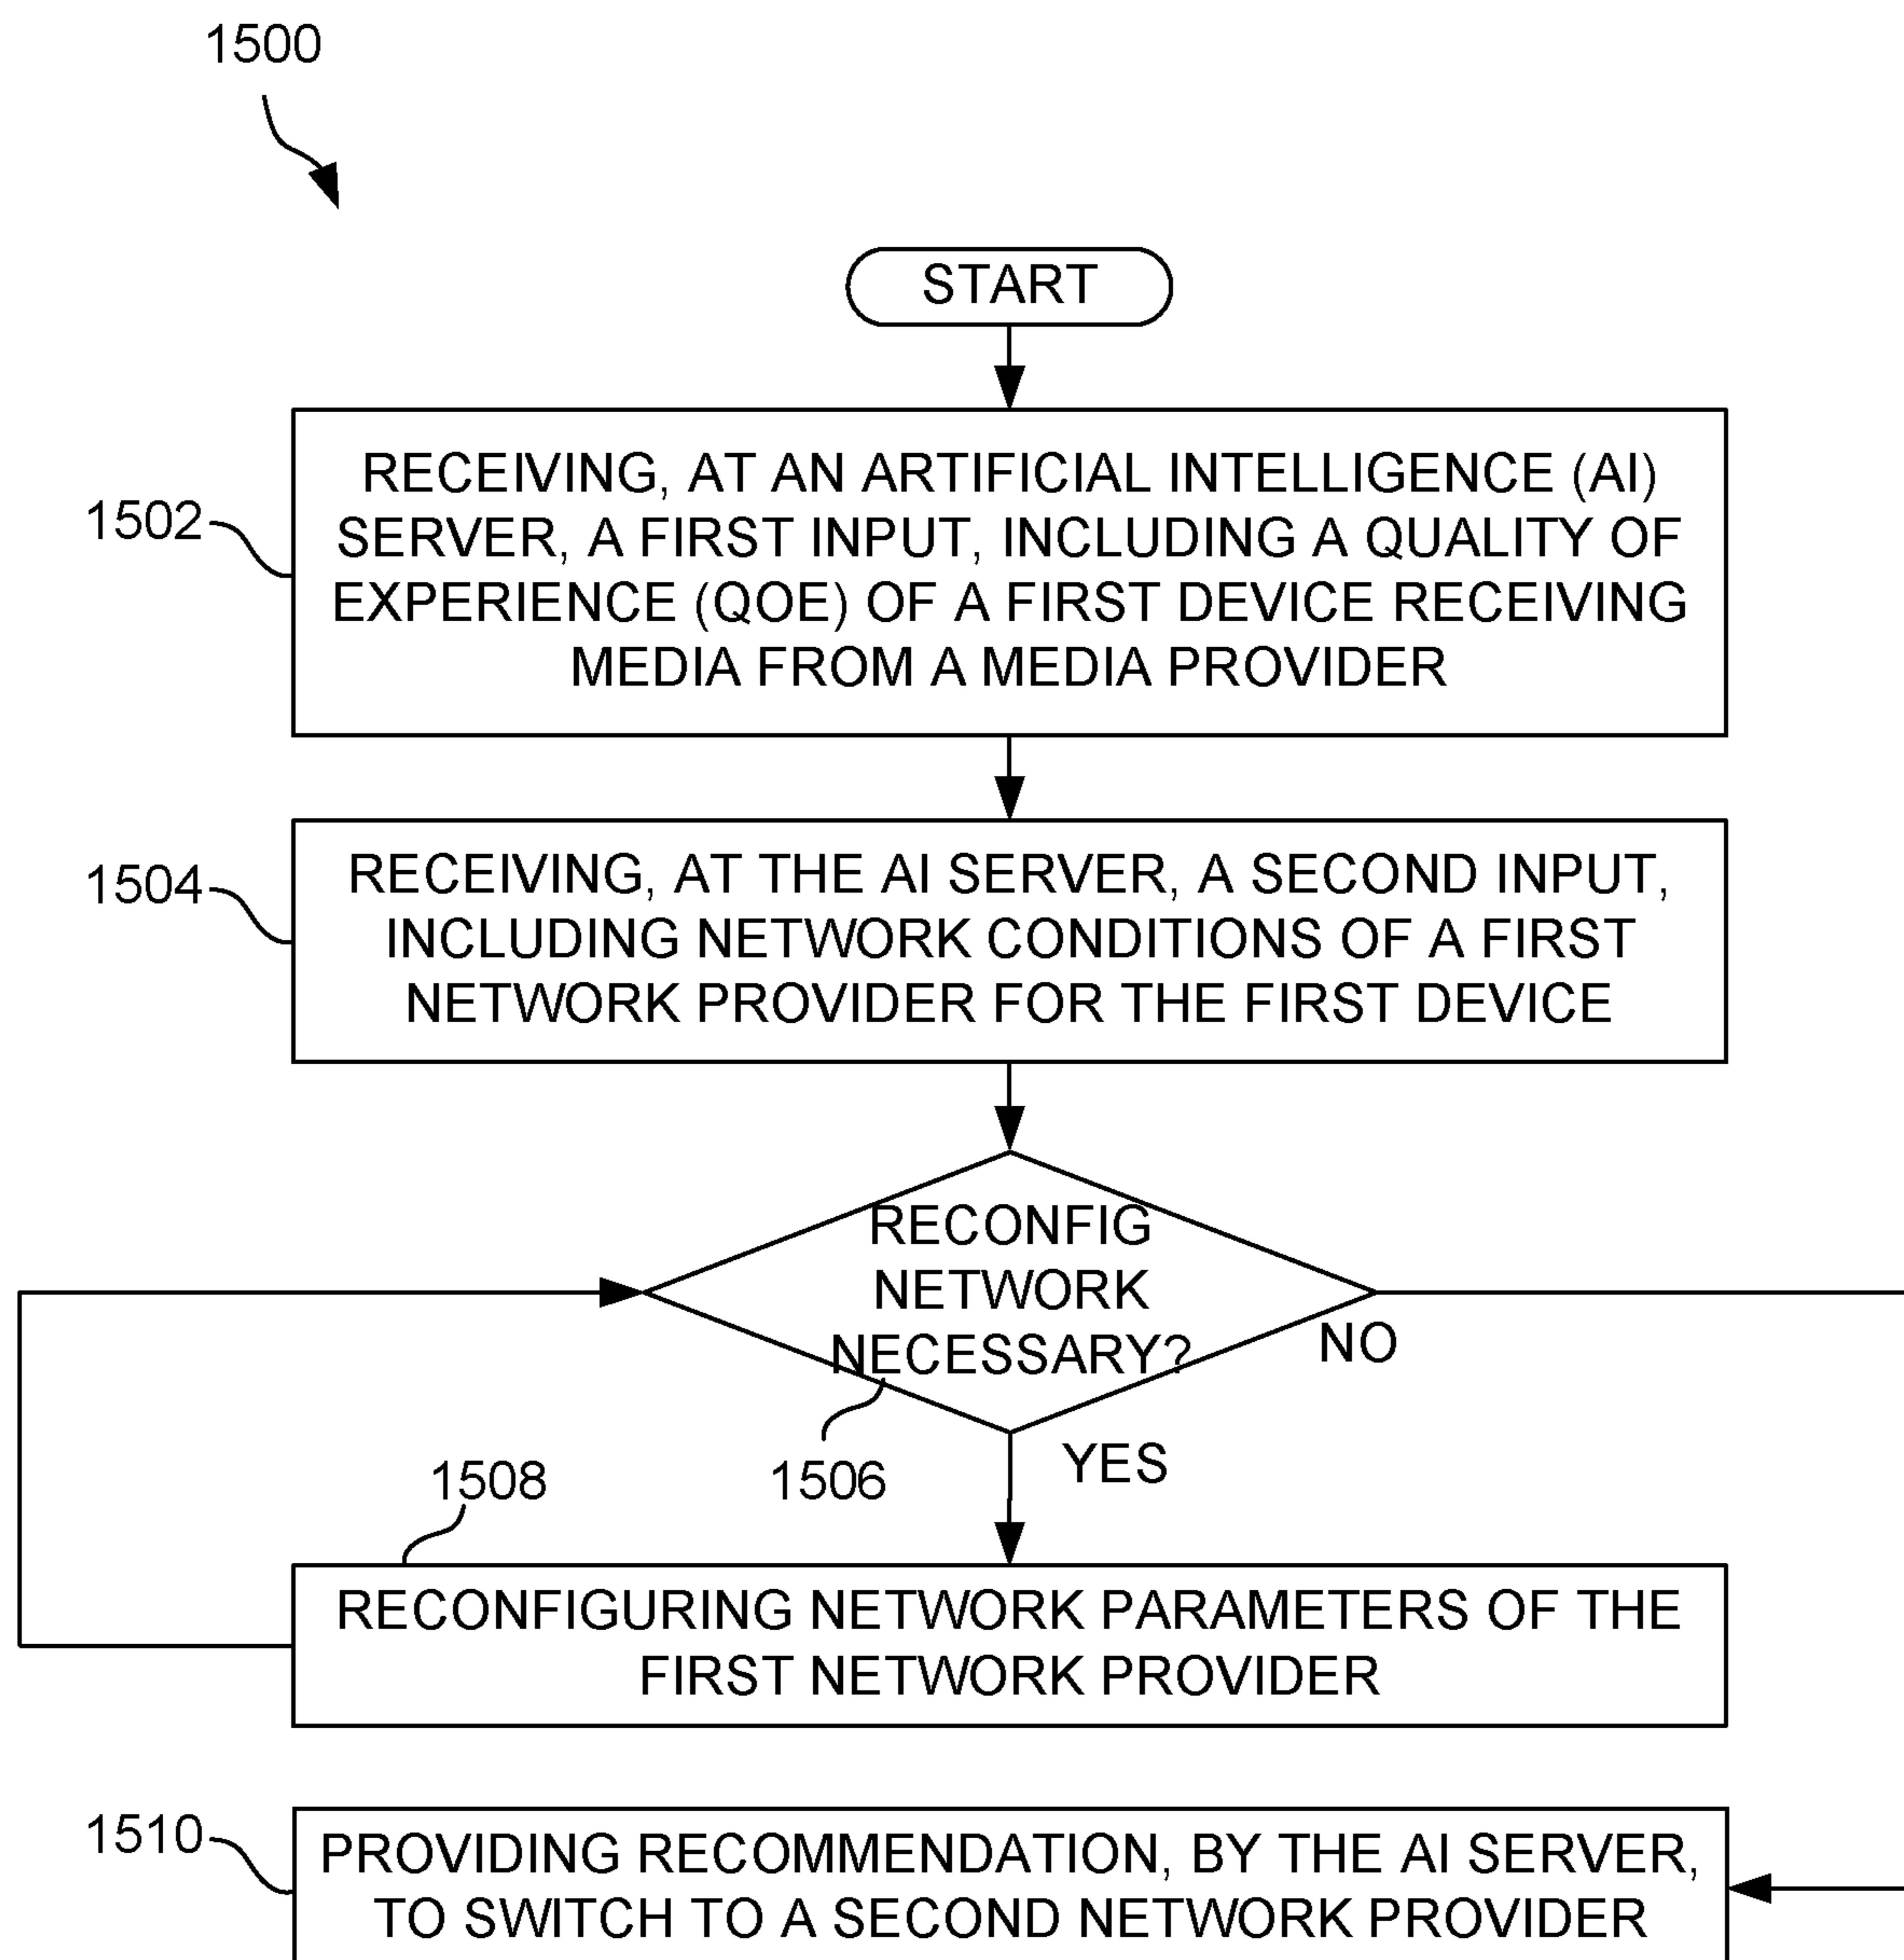 1500
START
1502
RECEIVING, AT AN ARTIFICIAL INTELLIGENCE (AI)
SERVER, A FIRST INPUT, INCLUDING A QUALITY OF
EXPERIENCE (QOE) OF A FIRST DEVICE RECEIVING
MEDIA FROM A MEDIA PROVIDER
1504
RECEIVING, AT THE AI SERVER, A SECOND INPUT,
INCLUDING NETWORK CONDITIONS OF A FIRST
NETWORK PROVIDER FOR THE FIRST DEVICE
RECONFIG
NETWORK
NECESSARY?
NO
1506
YES
1508
RECONFIGURING NETWORK PARAMETERS OF THE
FIRST NETWORK PROVIDER
1510
PROVIDING RECOMMENDATION, BY THE AI SERVER,
TO SWITCH TO A SECOND NETWORK PROVIDER